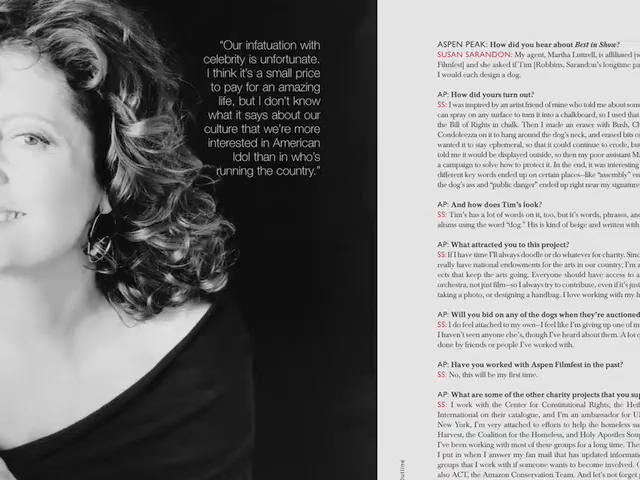 "Our infatuation with
celebrity is unfortunate.
I think it's a small price
to pay for an amazing
life, but I don't know
what it says about our
culture that we're more
interested in American
Idol than in who's
running the country."
ASPEN PEAK: How did you hear about Best in Show?
SUSAN SARANDON: My agent, Martha Luttrell, is affiliated
Filmfest] and she asked if Tim [Robbins, Sarandon's longtime
I would each design a dog.
AP: How did yours turn out?
SS: I was inspired by an artist friend of mine who told me about some
can spray on any surface to turn it into a chalkboard, so I used that
the Bill of Rights in chalk. Then I made an eraser with Bush,
Condoleezza on it to hang around the dog's neck, and erased bits
wanted it to stay ephemeral, so that it could continue to erode, but
told me it would be displayed outside, so then my poor assistant
a campaign to solve how to protect it. In the end, it was interesting
different key words ended up on certain places–like "assembly"
the dog's ass and "public danger" ended up right near my signature
AP: And how does Tim's look?
SS: Tim's has a lot of words on it, too, but it's words, phrases,
alisms using the word "dog." His is kind of beige and written with
AP: What attracted you to this project?
SS: If I have time I'll always doodle or do whatever for charity.
really have national endowments for the arts in our country, I'm
ects that keep the arts going. Everyone should have access to
orchestra, not just film–so I always try to contribute, even if it's just
taking a photo, or designing a handbag. I love working with my
AP: Will you bid on any of the dogs when they're auctioned
SS: I do feel attached to my own–I feel like I'm giving up one of
I haven't seen anyone else's, though I've heard about them. A lot
done by friends or people I've worked with.
AP: Have you worked with Aspen Filmfest in the past?
SS: No, this will be my first time.
AP: What are some of the other charity projects that you
SS: I work with the Center for Constitutional Rights, the
International on their catalogue, and I'm an ambassador for
New York, I'm very attached to efforts to help the homeless
Harvest, the Coalition for the Homeless, and Holy Apostles
I've been working with most of these groups for a long time.
I put in when I answer my fan mail that has updated
groups that I work with if someone wants to become involved.
also ACT, the Amazon Conservation Team. And let's not forget